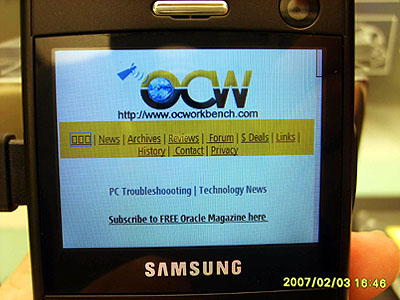 OCW
http://www.ocworkbench.com
□□□ | News | Archives | Reviews | Forum | $ Deals | Links |
History | Contact | Privacy
PC Troubleshoooting | Technology News
Subscribe to FREE Oracle Magazine here
SAMSUNG
2007/02/03 16:46